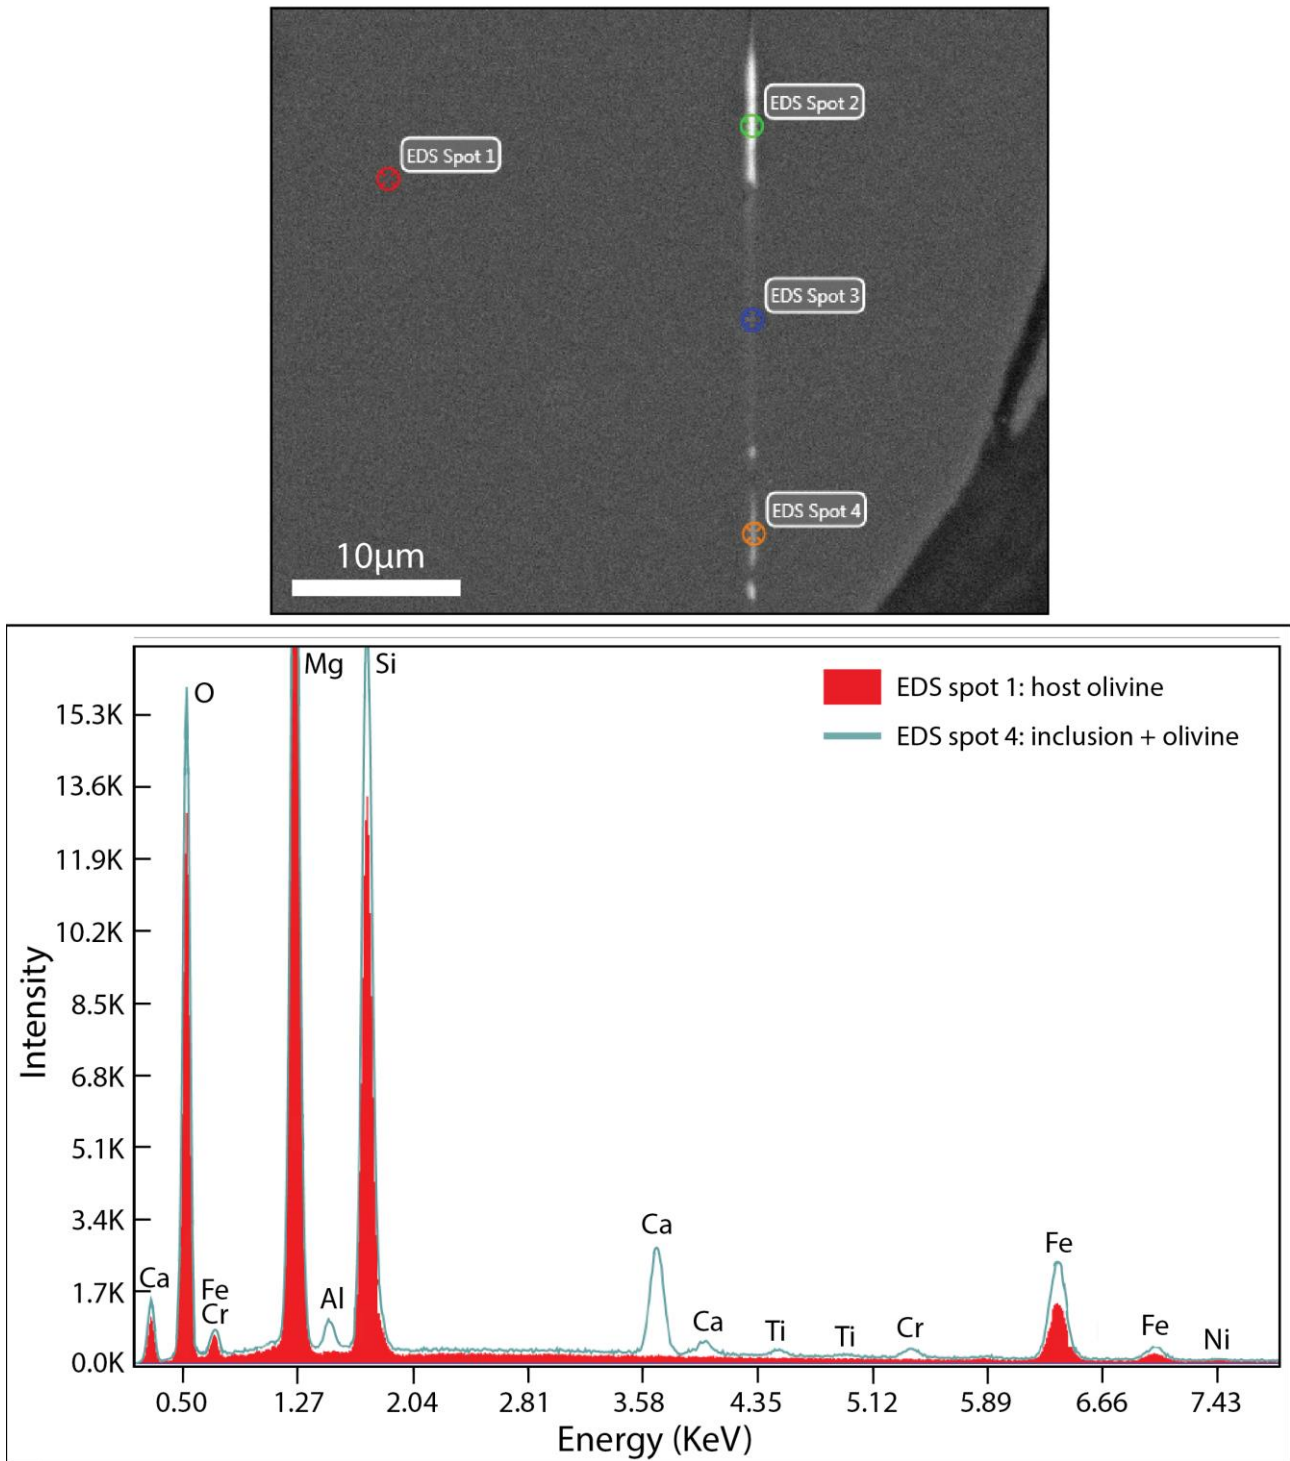 EDS Spot 2
EDS Spot 1
EDS Spot 3
EDS Spot 4
10µm
O
Mg
Si
EDS spot 1: host olivine
EDS spot 4: inclusion + olivine
15.3K
13.6K
11.9K
10.2K
8.5K
6.8K
5.1K
3.4K
1.7K
0.0K
Intensity
Ca
Fe
Cr
Al
Ca
Ca
Ti
Ti
Cr
Fe
Fe
Ni
0.50 1.27 2.04 2.81 3.58 4.35 5.12 5.89 6.66 7.43
Energy (KeV)